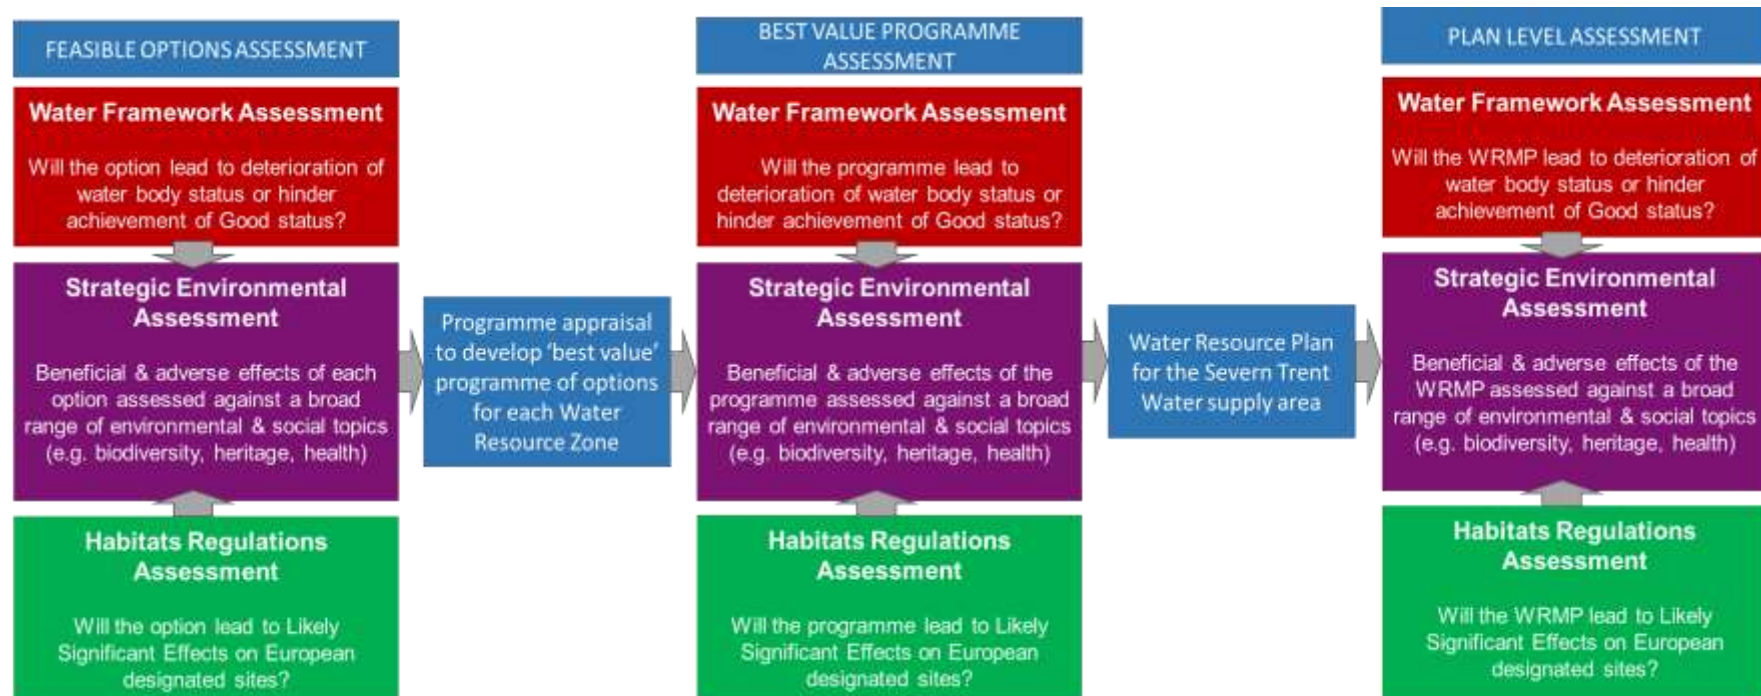 FEASIBLE OPTIONS ASSESSMENT
Water Framework Assessment
Will the option lead to deterioration of
water body status or hinder
achievement of Good status?
Strategic Environmental
Assessment
Beneficial & adverse effects of each
option assessed against a broad
range of environmental & social topics
(e.g. biodiversity, heritage, health)
Habitats Regulations
Assessment
Will the option lead to Likely
Significant Effects on European
designated sites?
Programme appraisal
to develop ‘best value’
programme of options
for each Water
Resource Zone
BEST VALUE PROGRAMME
ASSESSMENT
Water Framework Assessment
Will the programme lead to
deterioration of water body status or
hinder achievement of Good status?
Strategic Environmental
Assessment
Beneficial & adverse effects of the
programme assessed against a broad
range of environmental & social topics
(e.g. biodiversity, heritage, health)
Habitats Regulations
Assessment
Will the programme lead to Likely
Significant Effects on European
designated sites?
Water Resource Plan
for the Severn Trent
Water supply area
PLAN LEVEL ASSESSMENT
Water Framework Assessment
Will the WRMP lead to deterioration of
water body status or hinder
achievement of Good status?
Strategic Environmental
Assessment
Beneficial & adverse effects of the
WRMP assessed against a broad
range of environmental & social topics
(e.g. biodiversity, heritage, health)
Habitats Regulations
Assessment
Will the WRMP lead to Likely
Significant Effects on European
designated sites?